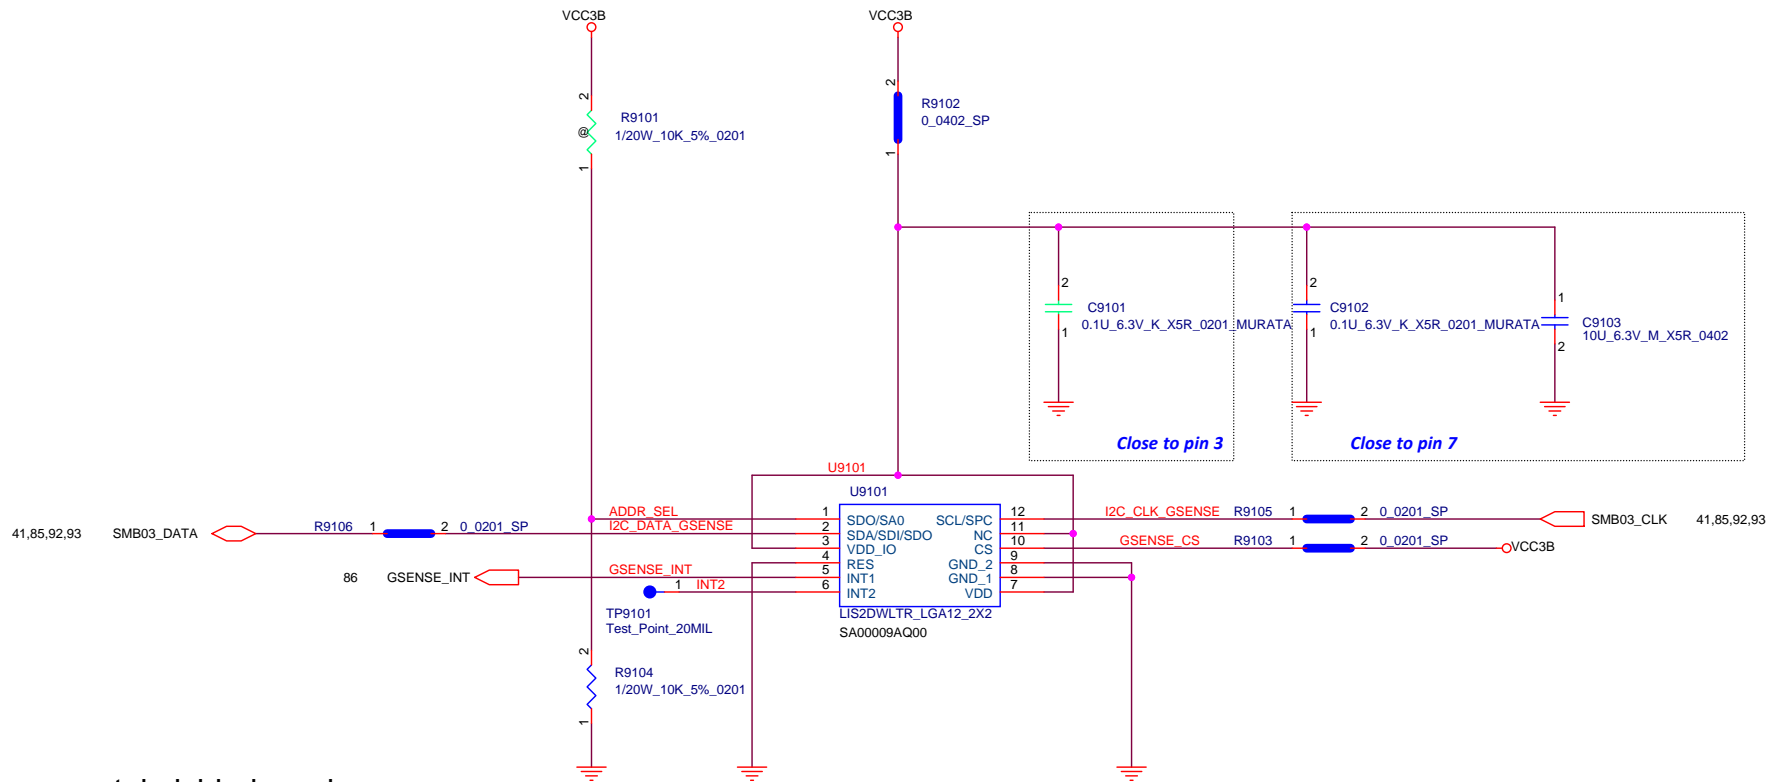 VCC3B
VCC3B
2
R9101
@
1/20W_10K_5%_0201
1
2
R9102
0_0402_SP
1
2
C9101
0.1U_6.3V_K_X5R_0201_MURATA
1
2
C9102
0.1U_6.3V_K_X5R_0201_MURATA
1
1
C9103
10U_6.3V_M_X5R_0402
2
Close to pin 3
Close to pin 7
U9101
U9101
41,85,92,93 SMB03_DATA R9106 1 2 0_0201_SP
ADDR_SEL 1 SDO/SA0
I2C_DATA_GSENSE 2 SDA/SDI/SDO
3 VDD_IO
4 RES
86 GSENSE_INT GSENSE_INT 5 INT1
1 INT2 6 INT2
TP9101
Test_Point_20MIL
SCL/SPC 12 I2C_CLK_GSENSE R9105 1 2 0_0201_SP SMB03_CLK 41,85,92,93
NC 11
CS 10 GSENSE_CS R9103 1 2 0_0201_SP VCC3B
GND_2 9
GND_1 8
VDD 7
LIS2DWLTR_LGA12_2X2
SA00009AQ00
2
R9104
1/20W_10K_5%_0201
1